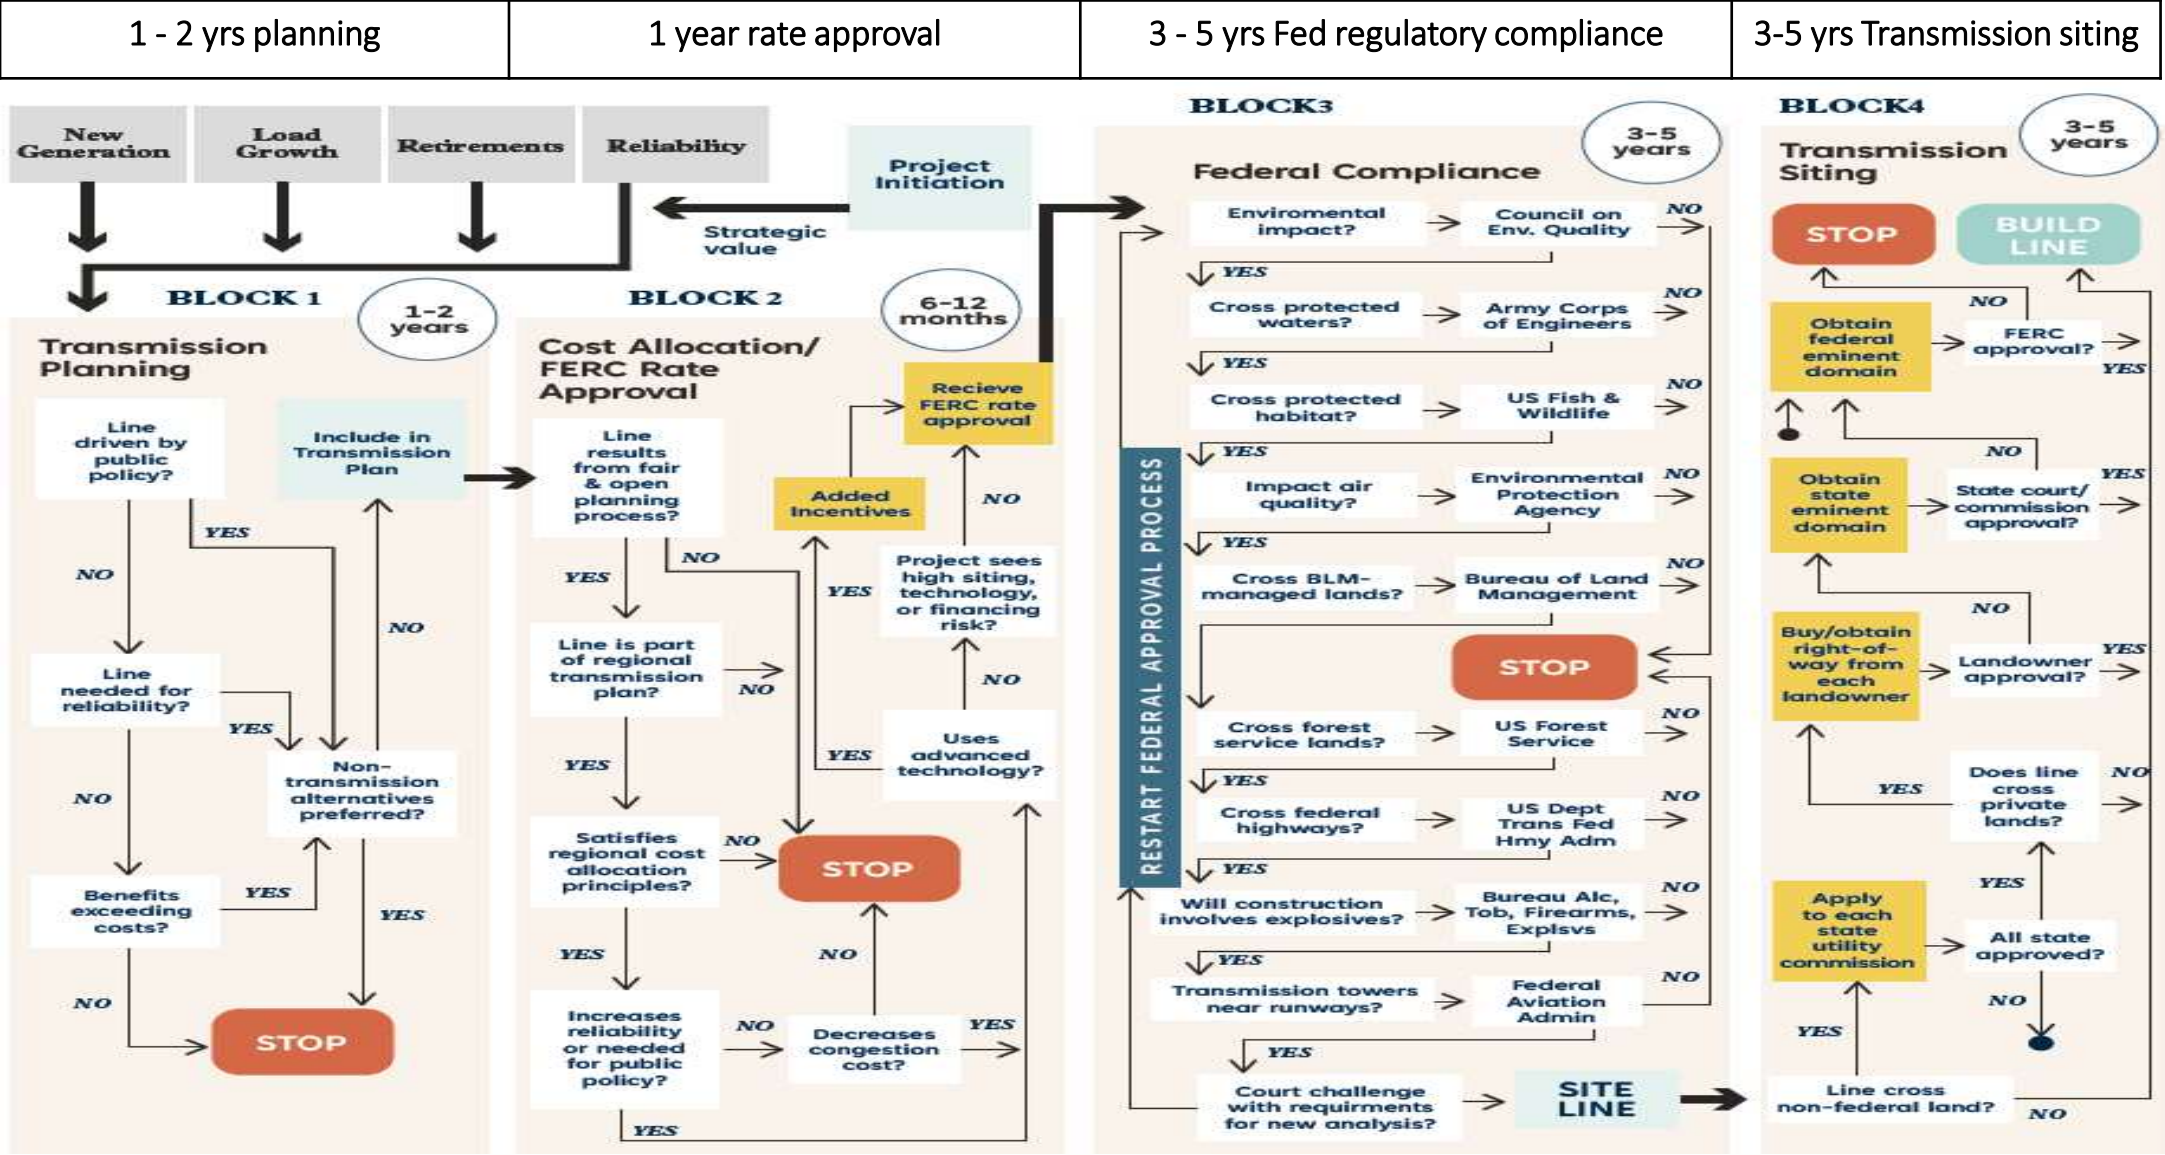 1 - 2 yrs planning
1 year rate approval
3 - 5 yrs Fed regulatory compliance
3-5 yrs Transmission siting
New
Generation
Load
Growth
Retirements
Reliability
Project
Initiation
Strategic
value
BLOCK 1
1-2
years
Transmission
Planning
Line
driven by
public
policy?
Include in
Transmission
Plan
YES
NO
NO
Line
needed for
reliability?
YES
Non-
transmission
alternatives
preferred?
NO
Benefits
exceeding
costs?
YES
YES
NO
STOP
BLOCK 2
6-12
months
Cost Allocation/
FERC Rate
Approval
Recieve
FERC rate
approval
Line
results
from fair
& open
planning
process?
Added
Incentives
NO
NO
YES
YES
Project sees
high siting,
technology,
or financing
risk?
Line is part
of regional
transmission
plan?
NO
NO
YES
YES
Uses
advanced
technology?
Satisfies
regional cost
allocation
principles?
NO
STOP
YES
NO
Increases
reliability
or needed
for public
policy?
NO
Decreases
congestion
cost?
YES
YES
BLOCK3
3-5
years
Federal Compliance
Enviromental
impact?
Council on
Env. Quality
NO
YES
Cross protected
waters?
Army Corps
of Engineers
NO
YES
Cross protected
habitat?
US Fish &
Wildlife
NO
YES
Impact air
quality?
Environmental
Protection
Agency
NO
YES
Cross BLM-
managed lands?
Bureau of Land
Management
NO
STOP
RESTART FEDERAL APPROVAL PROCESS
Cross forest
service lands?
US Forest
Service
NO
YES
Cross federal
highways?
US Dept
Trans Fed
Hmy Adm
NO
YES
Will construction
involves explosives?
Bureau Alc,
Tob, Firearms,
Explsvs
NO
YES
Transmission towers
near runways?
Federal
Aviation
Admin
NO
YES
Court challenge
with requirments
for new analysis?
SITE
LINE
BLOCK4
3-5
years
Transmission
Siting
STOP
BUILD
LINE
NO
Obtain
federal
eminent
domain
FERC
approval?
YES
NO
Obtain
state
eminent
domain
State court/
commission
approval?
YES
NO
Buy/obtain
right-of-
way from
each
landowner
Landowner
approval?
YES
Does line
cross
private
lands?
NO
YES
YES
Apply
to each
state
utility
commission
All state
approved?
NO
YES
Line cross
non-federal land?
NO